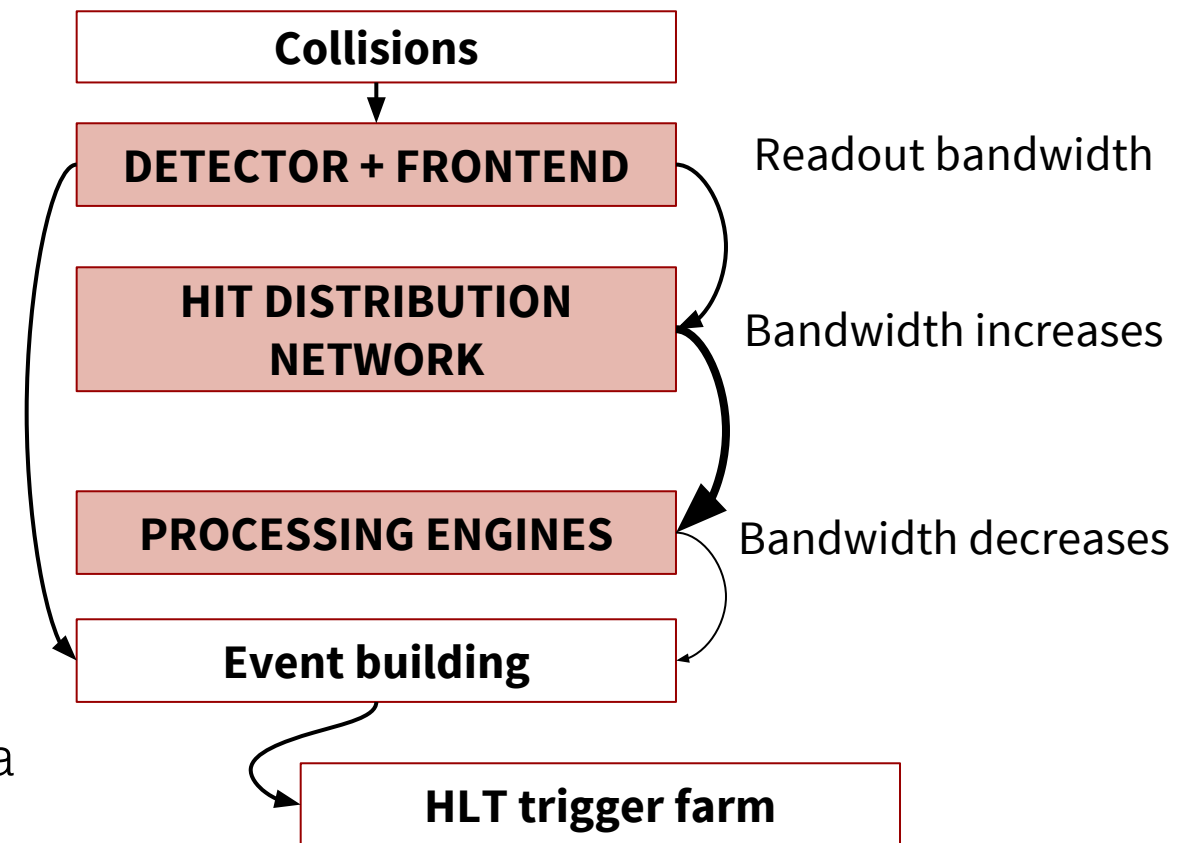 Collisions
DETECTOR + FRONTEND
Readout bandwidth
HIT DISTRIBUTION
NETWORK
Bandwidth increases
PROCESSING ENGINES
Bandwidth decreases
Event building
a
HLT trigger farm